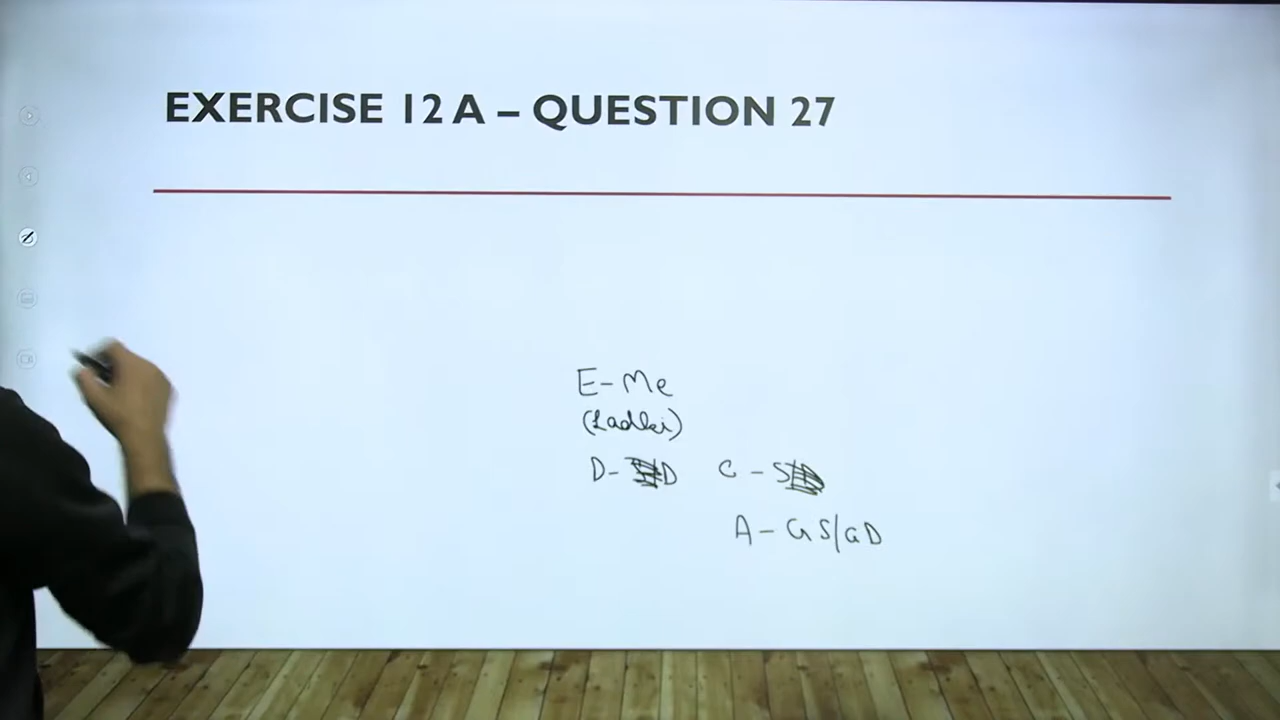 EXERCISE 12 A – QUESTION 27
E - Me
(Ladki)
D - D C - S
A - GS/GD